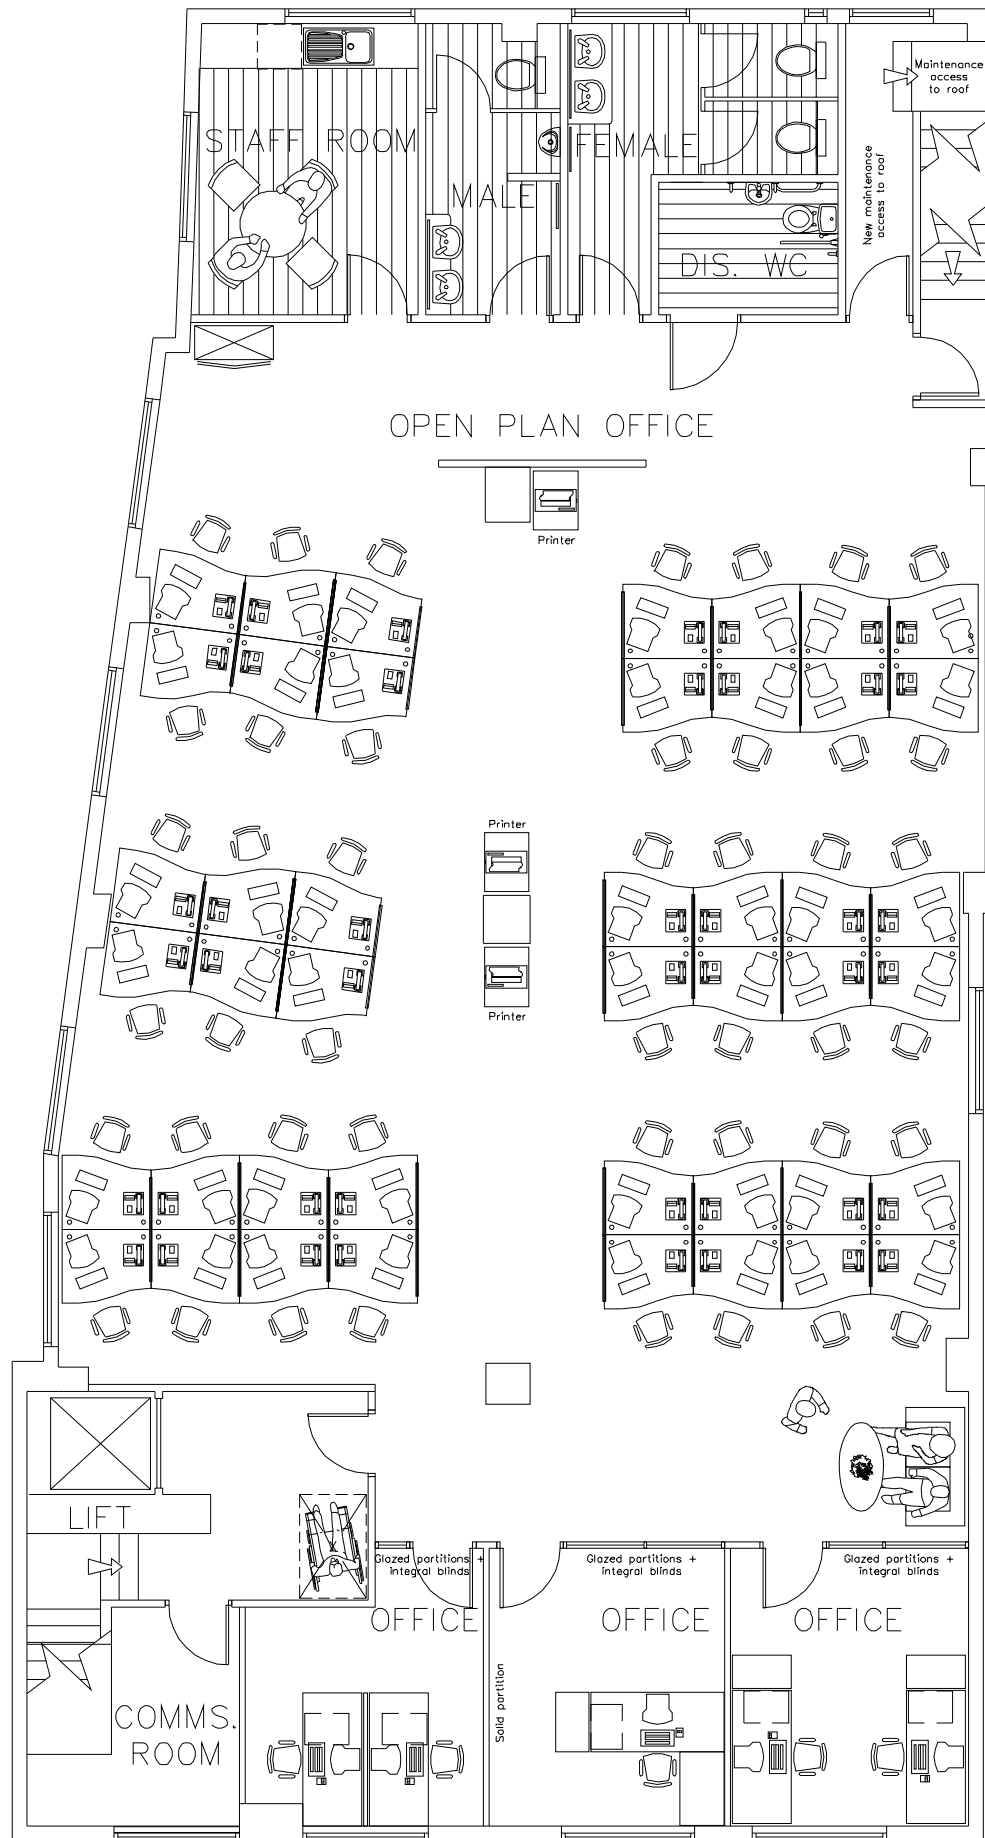 Maintenance
access
to roof
STAFF ROOM
FEMALE
MALE
New maintenance
access to roof
DIS. WC
OPEN PLAN OFFICE
Printer
Printer
Printer
LIFT
Glazed partitions +
integral blinds
Glazed partitions +
integral blinds
Glazed partitions +
integral blinds
OFFICE
OFFICE
OFFICE
Solid partition
COMMS.
ROOM